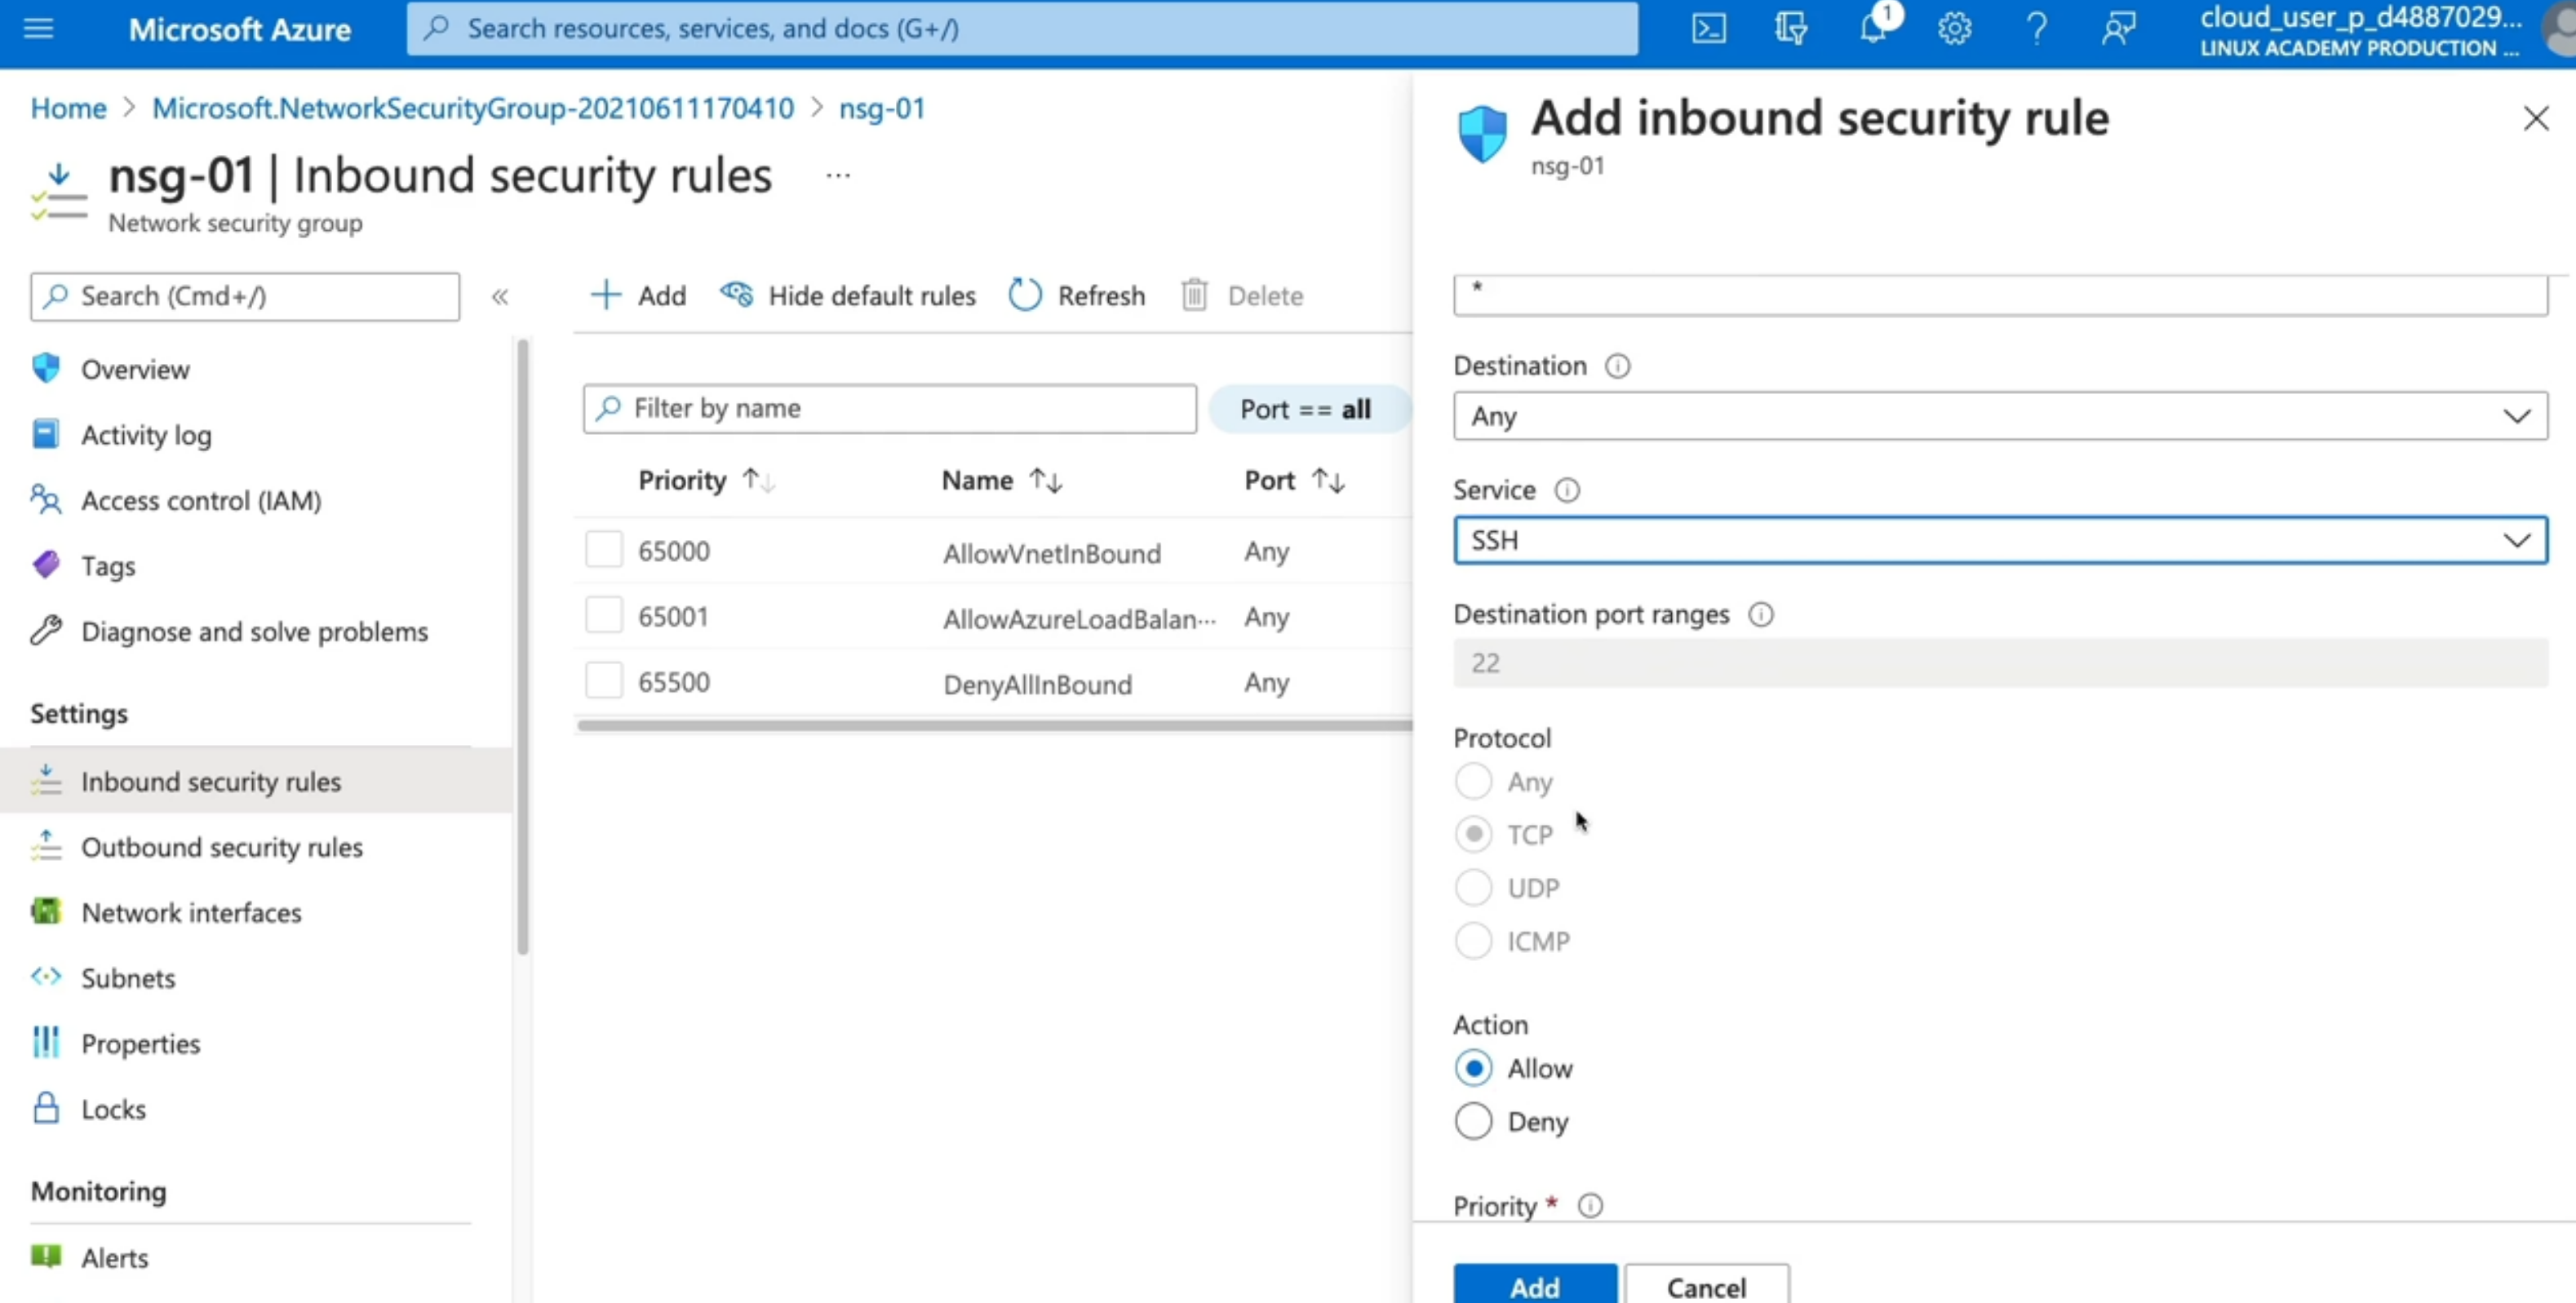 Microsoft Azure
Search resources, services, and docs (G+/)
1
cloud_user_p_d4887029...
LINUX ACADEMY PRODUCTION ...
Home > Microsoft.NetworkSecurityGroup-20210611170410 > nsg-01
nsg-01 | Inbound security rules ...
Network security group
Search (Cmd+/)
«
Overview
Activity log
Access control (IAM)
Tags
Diagnose and solve problems
Settings
Inbound security rules
Outbound security rules
Network interfaces
Subnets
Properties
Locks
Monitoring
Alerts
Add
Hide default rules
Refresh
Delete
Filter by name
Port == all
Priority Name Port
65000 AllowVnetInBound Any
65001 AllowAzureLoadBalan... Any
65500 DenyAllInBound Any
Add inbound security rule
nsg-01
*
Destination
Any
Service
SSH
Destination port ranges
22
Protocol
Any
TCP
UDP
ICMP
Action
Allow
Deny
Priority *
Add
Cancel